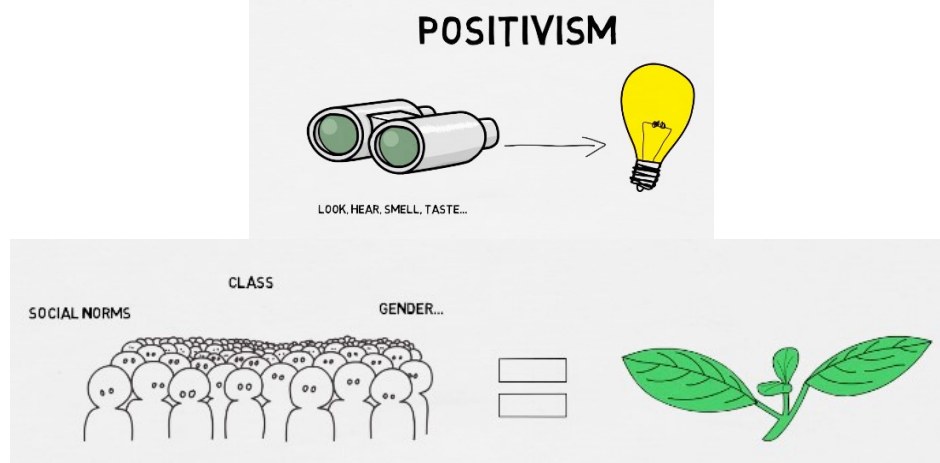 POSITIVISM
LOOK, HEAR, SMELL, TASTE...
CLASS
SOCIAL NORMS
GENDER...